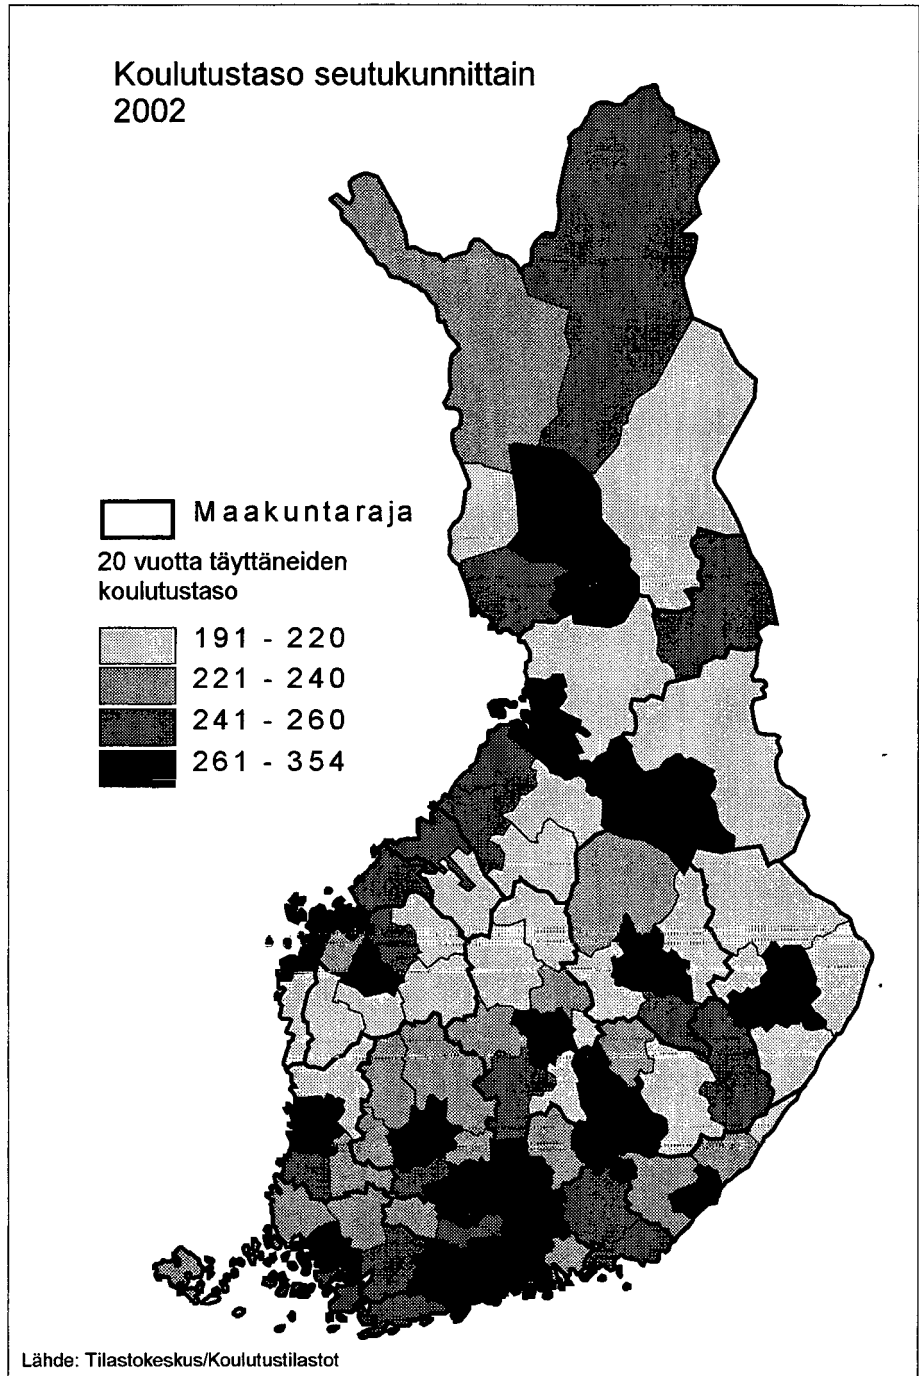 Koulutustaso seutukunnittain
2002
Maakuntaraja
20 vuotta täyttäneiden
koulutustaso
191 - 220
221 - 240
241 - 260
261 - 354
Lähde: Tilastokeskus/Koulutustilastot